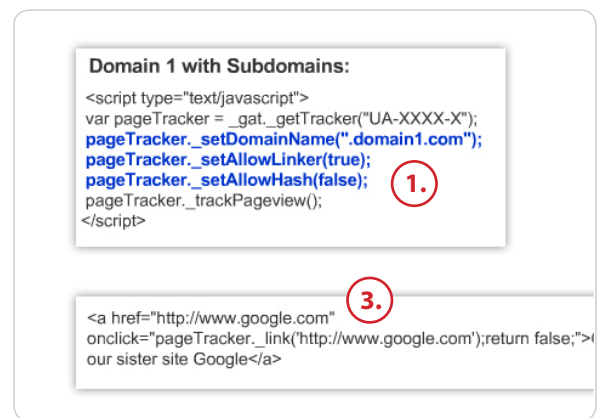 Domain 1 with Subdomains:
<script type="text/javascript">
var pageTracker = _gat._getTracker("UA-XXXX-X");
pageTracker._setDomainName(".domain1.com");
pageTracker._setAllowLinker(true);
pageTracker._setAllowHash(false);
1.
pageTracker._trackPageview();
</script>
3.
<a href="http://www.google.com"
onclick="pageTracker._link('http://www.google.com');return false;">
our sister site Google</a>